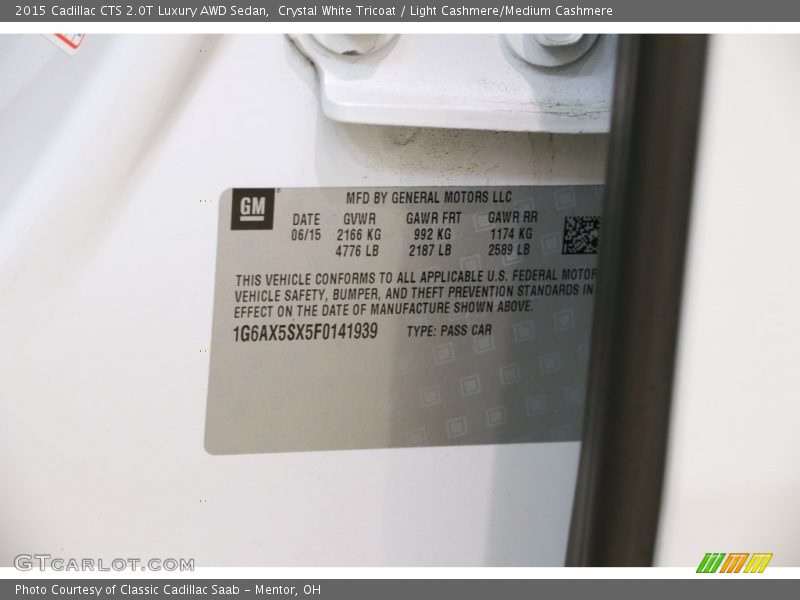 2015 Cadillac CTS 2.0T Luxury AWD Sedan,  Crystal White Tricoat / Light Cashmere/Medium Cashmere
GM
MFD BY GENERAL MOTORS LLC
DATE GVWR GAWR FRT GAWR RR
06/15 2166 KG 992 KG 1174 KG
4776 LB 2187 LB 2589 LB
THIS VEHICLE CONFORMS TO ALL APPLICABLE U.S. FEDERAL MOTOR
VEHICLE SAFETY, BUMPER, AND THEFT PREVENTION STANDARDS IN
EFFECT ON THE DATE OF MANUFACTURE SHOWN ABOVE.
1G6AX5SX5F0141939 TYPE: PASS CAR
GTCARLOT.COM
Photo Courtesy of Classic Cadillac Saab - Mentor, OH